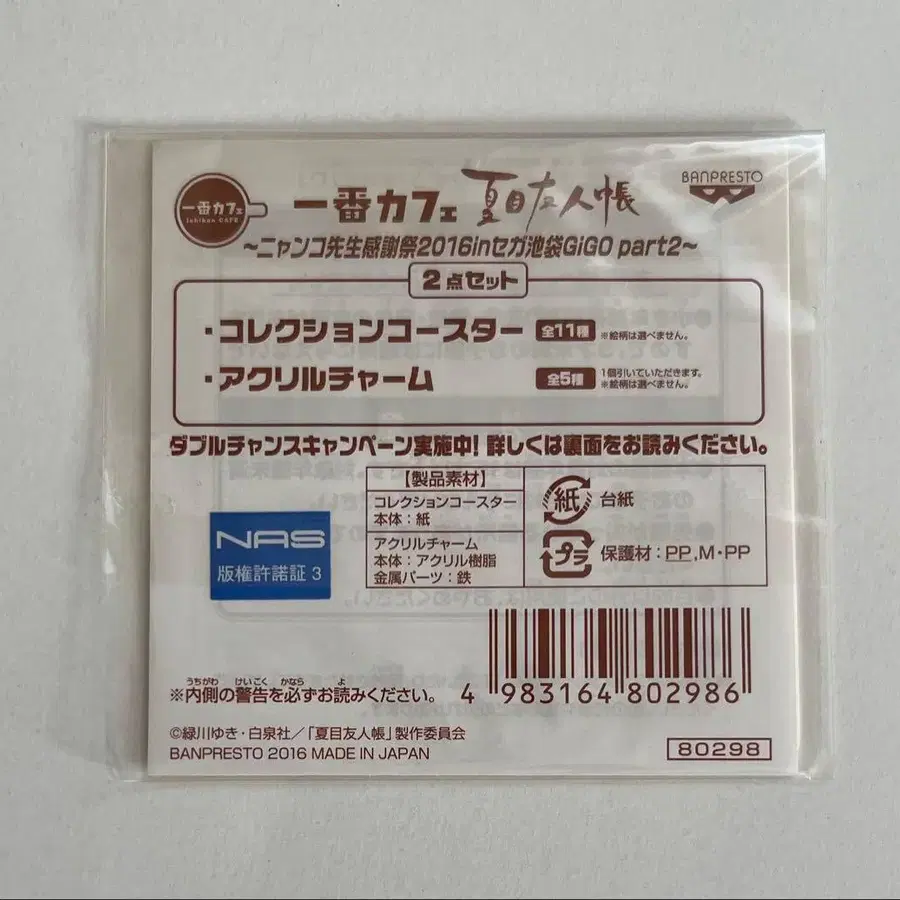 一番カフェ
Ichiban CAFE
一番カフェ 夏目友人帳
BANPRESTO
～ニャンコ先生感謝祭2016inセガ池袋GiGO part2～
2点セット
・コレクションコースター 全11種 ※絵柄は選べません。
・アクリルチャーム 全5種 1個引いていただきます。
※絵柄は選べません。
ダブルチャンスキャンペーン実施中! 詳しくは裏面をお読みください。
【製品素材】
コレクションコースター
本体：紙
アクリルチャーム
本体：アクリル樹脂
金属パーツ：鉄
紙 台紙
プラ 保護材：PP,M・PP
NAS
版権許諾証 3
うちがわ けいこく かなら よ
※内側の警告を必ずお読みください。
4 983164 802986
©緑川ゆき・白泉社／「夏目友人帳」製作委員会
BANPRESTO 2016 MADE IN JAPAN
80298